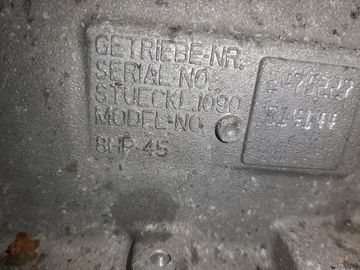 GETRIEBE-NR.
SERIAL-NO.
STUECKL. 1090
MODEL-NO.
8HP-45